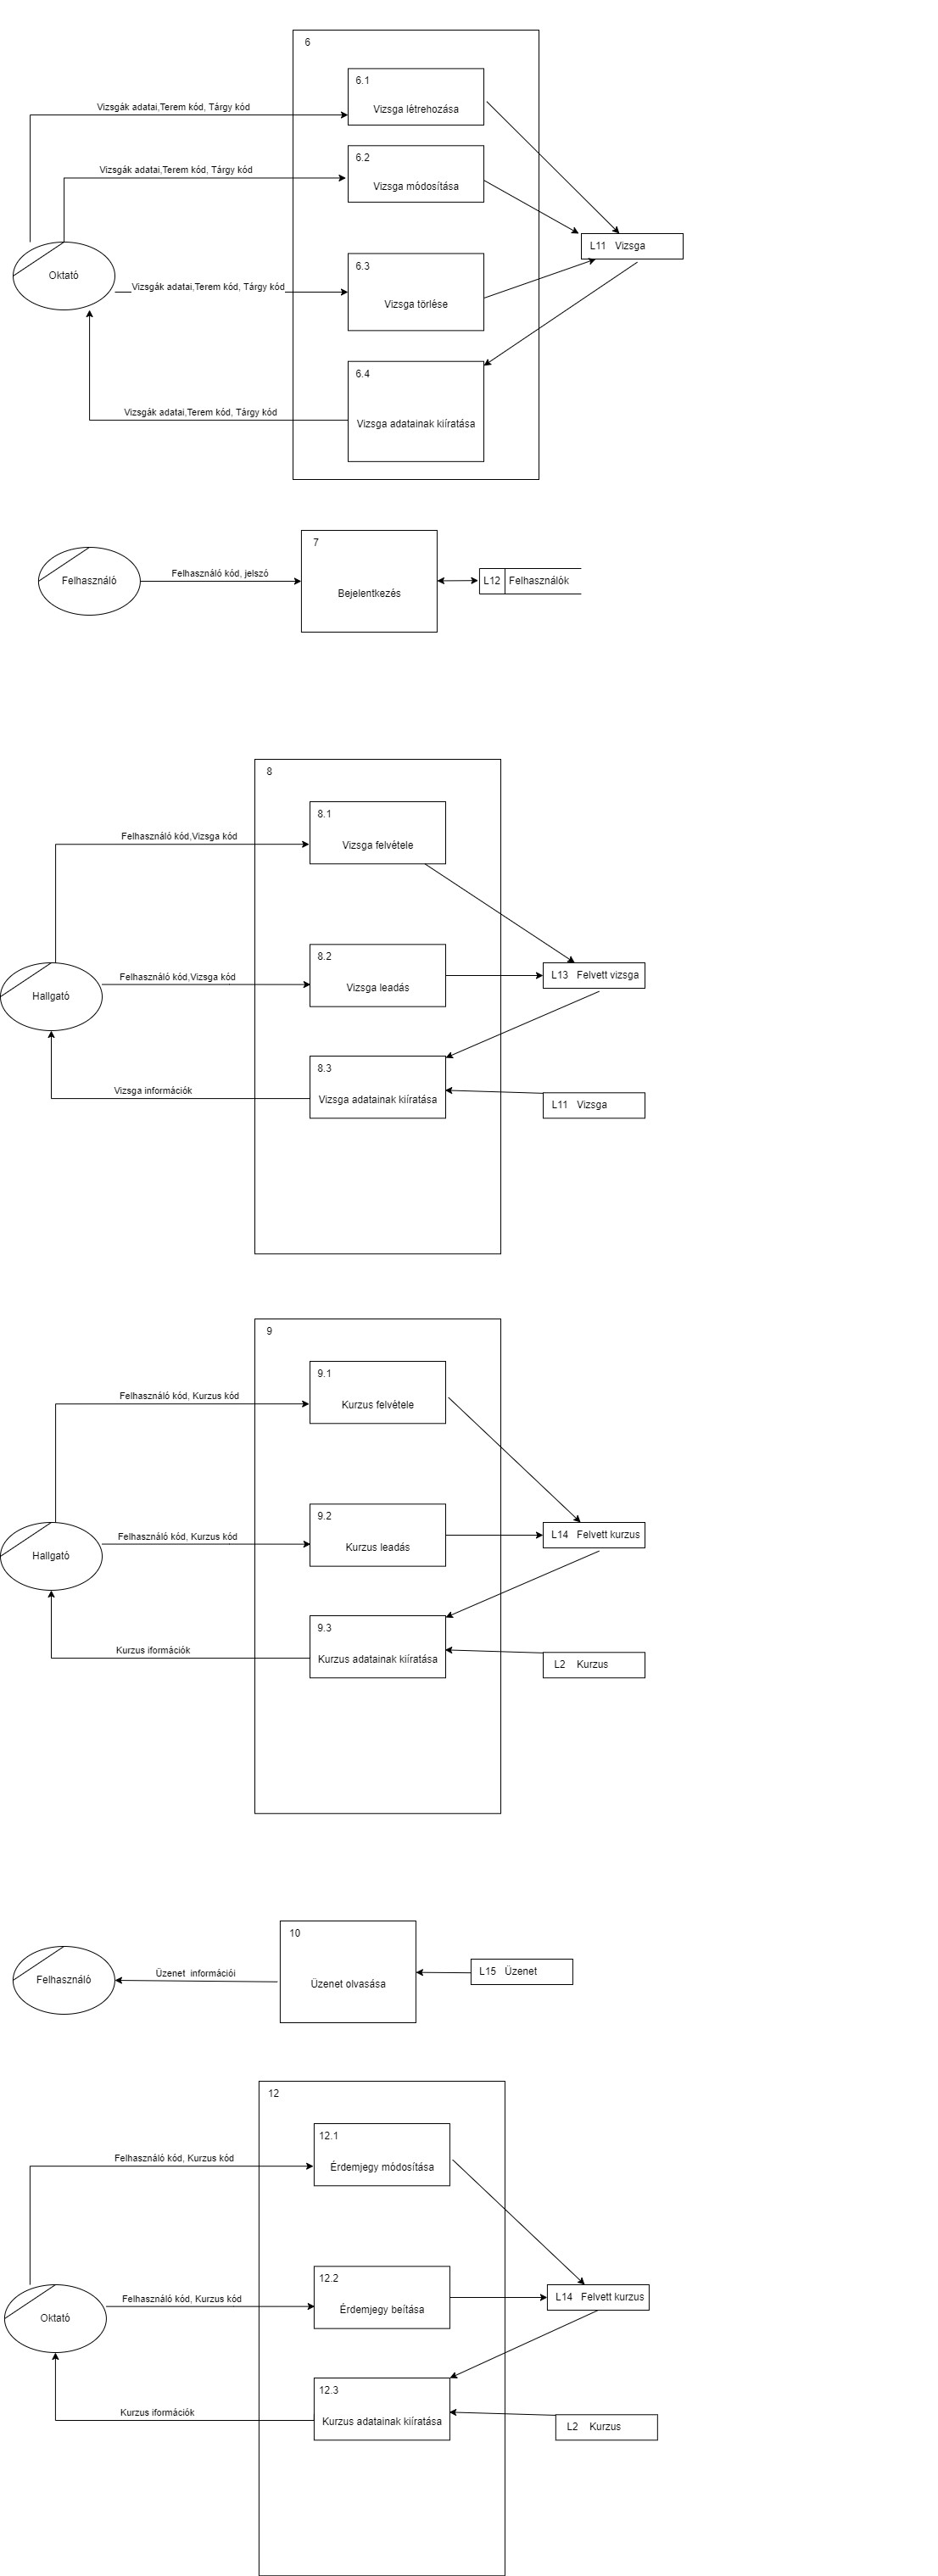 6
6.1
Vizsga létrehozása
Vizsgák adatai,Terem kód, Tárgy kód
6.2
Vizsga módosítása
Vizsgák adatai,Terem kód, Tárgy kód
L11 Vizsga
Oktató
6.3
Vizsgák adatai,Terem kód, Tárgy kód
Vizsga törlése
6.4
Vizsgák adatai,Terem kód, Tárgy kód
Vizsga adatainak kiíratása
7
Felhasználó kód, jelszó
Felhasználó
L12 Felhasználók
Bejelentkezés
8
8.1
Felhasználó kód,Vizsga kód
Vizsga felvétele
8.2
Felhasználó kód,Vizsga kód
L13 Felvett vizsga
Vizsga leadás
Hallgató
8.3
Vizsga információk
Vizsga adatainak kiíratása
L11 Vizsga
9
9.1
Felhasználó kód, Kurzus kód
Kurzus felvétele
9.2
Felhasználó kód, Kurzus kód
L14 Felvett kurzus
Kurzus leadás
Hallgató
9.3
Kurzus iformációk
Kurzus adatainak kiíratása
L2 Kurzus
10
Üzenet információi
L15 Üzenet
Felhasználó
Üzenet olvasása
12
12.1
Felhasználó kód, Kurzus kód
Érdemjegy módosítása
12.2
Felhasználó kód, Kurzus kód
L14 Felvett kurzus
Érdemjegy beítása
Oktató
12.3
Kurzus iformációk
Kurzus adatainak kiíratása
L2 Kurzus